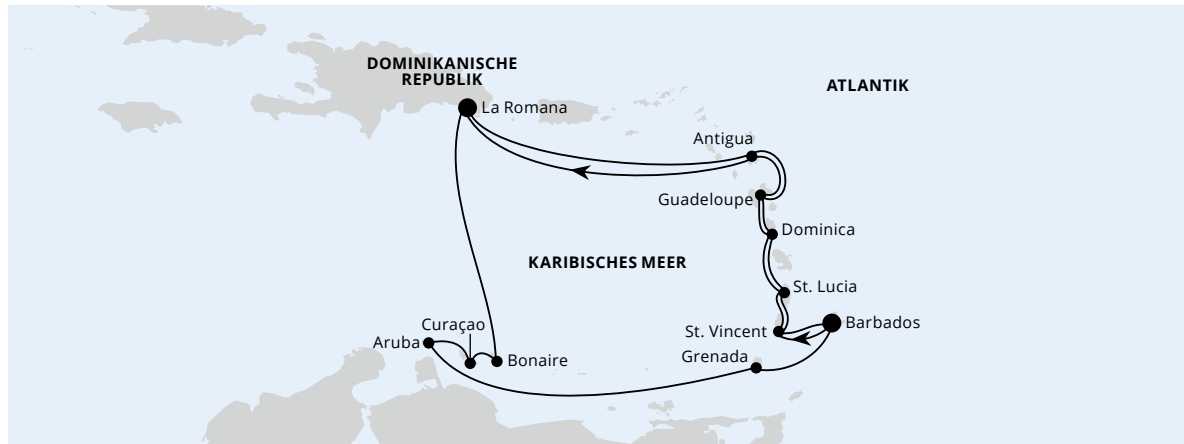 DOMINIKANISCHE
REPUBLIK
ATLANTIK
La Romana
Antigua
Guadeloupe
Dominica
KARIBISCHES MEER
St. Lucia
Curaçao
St. Vincent
Barbados
Aruba
Bonaire
Grenada